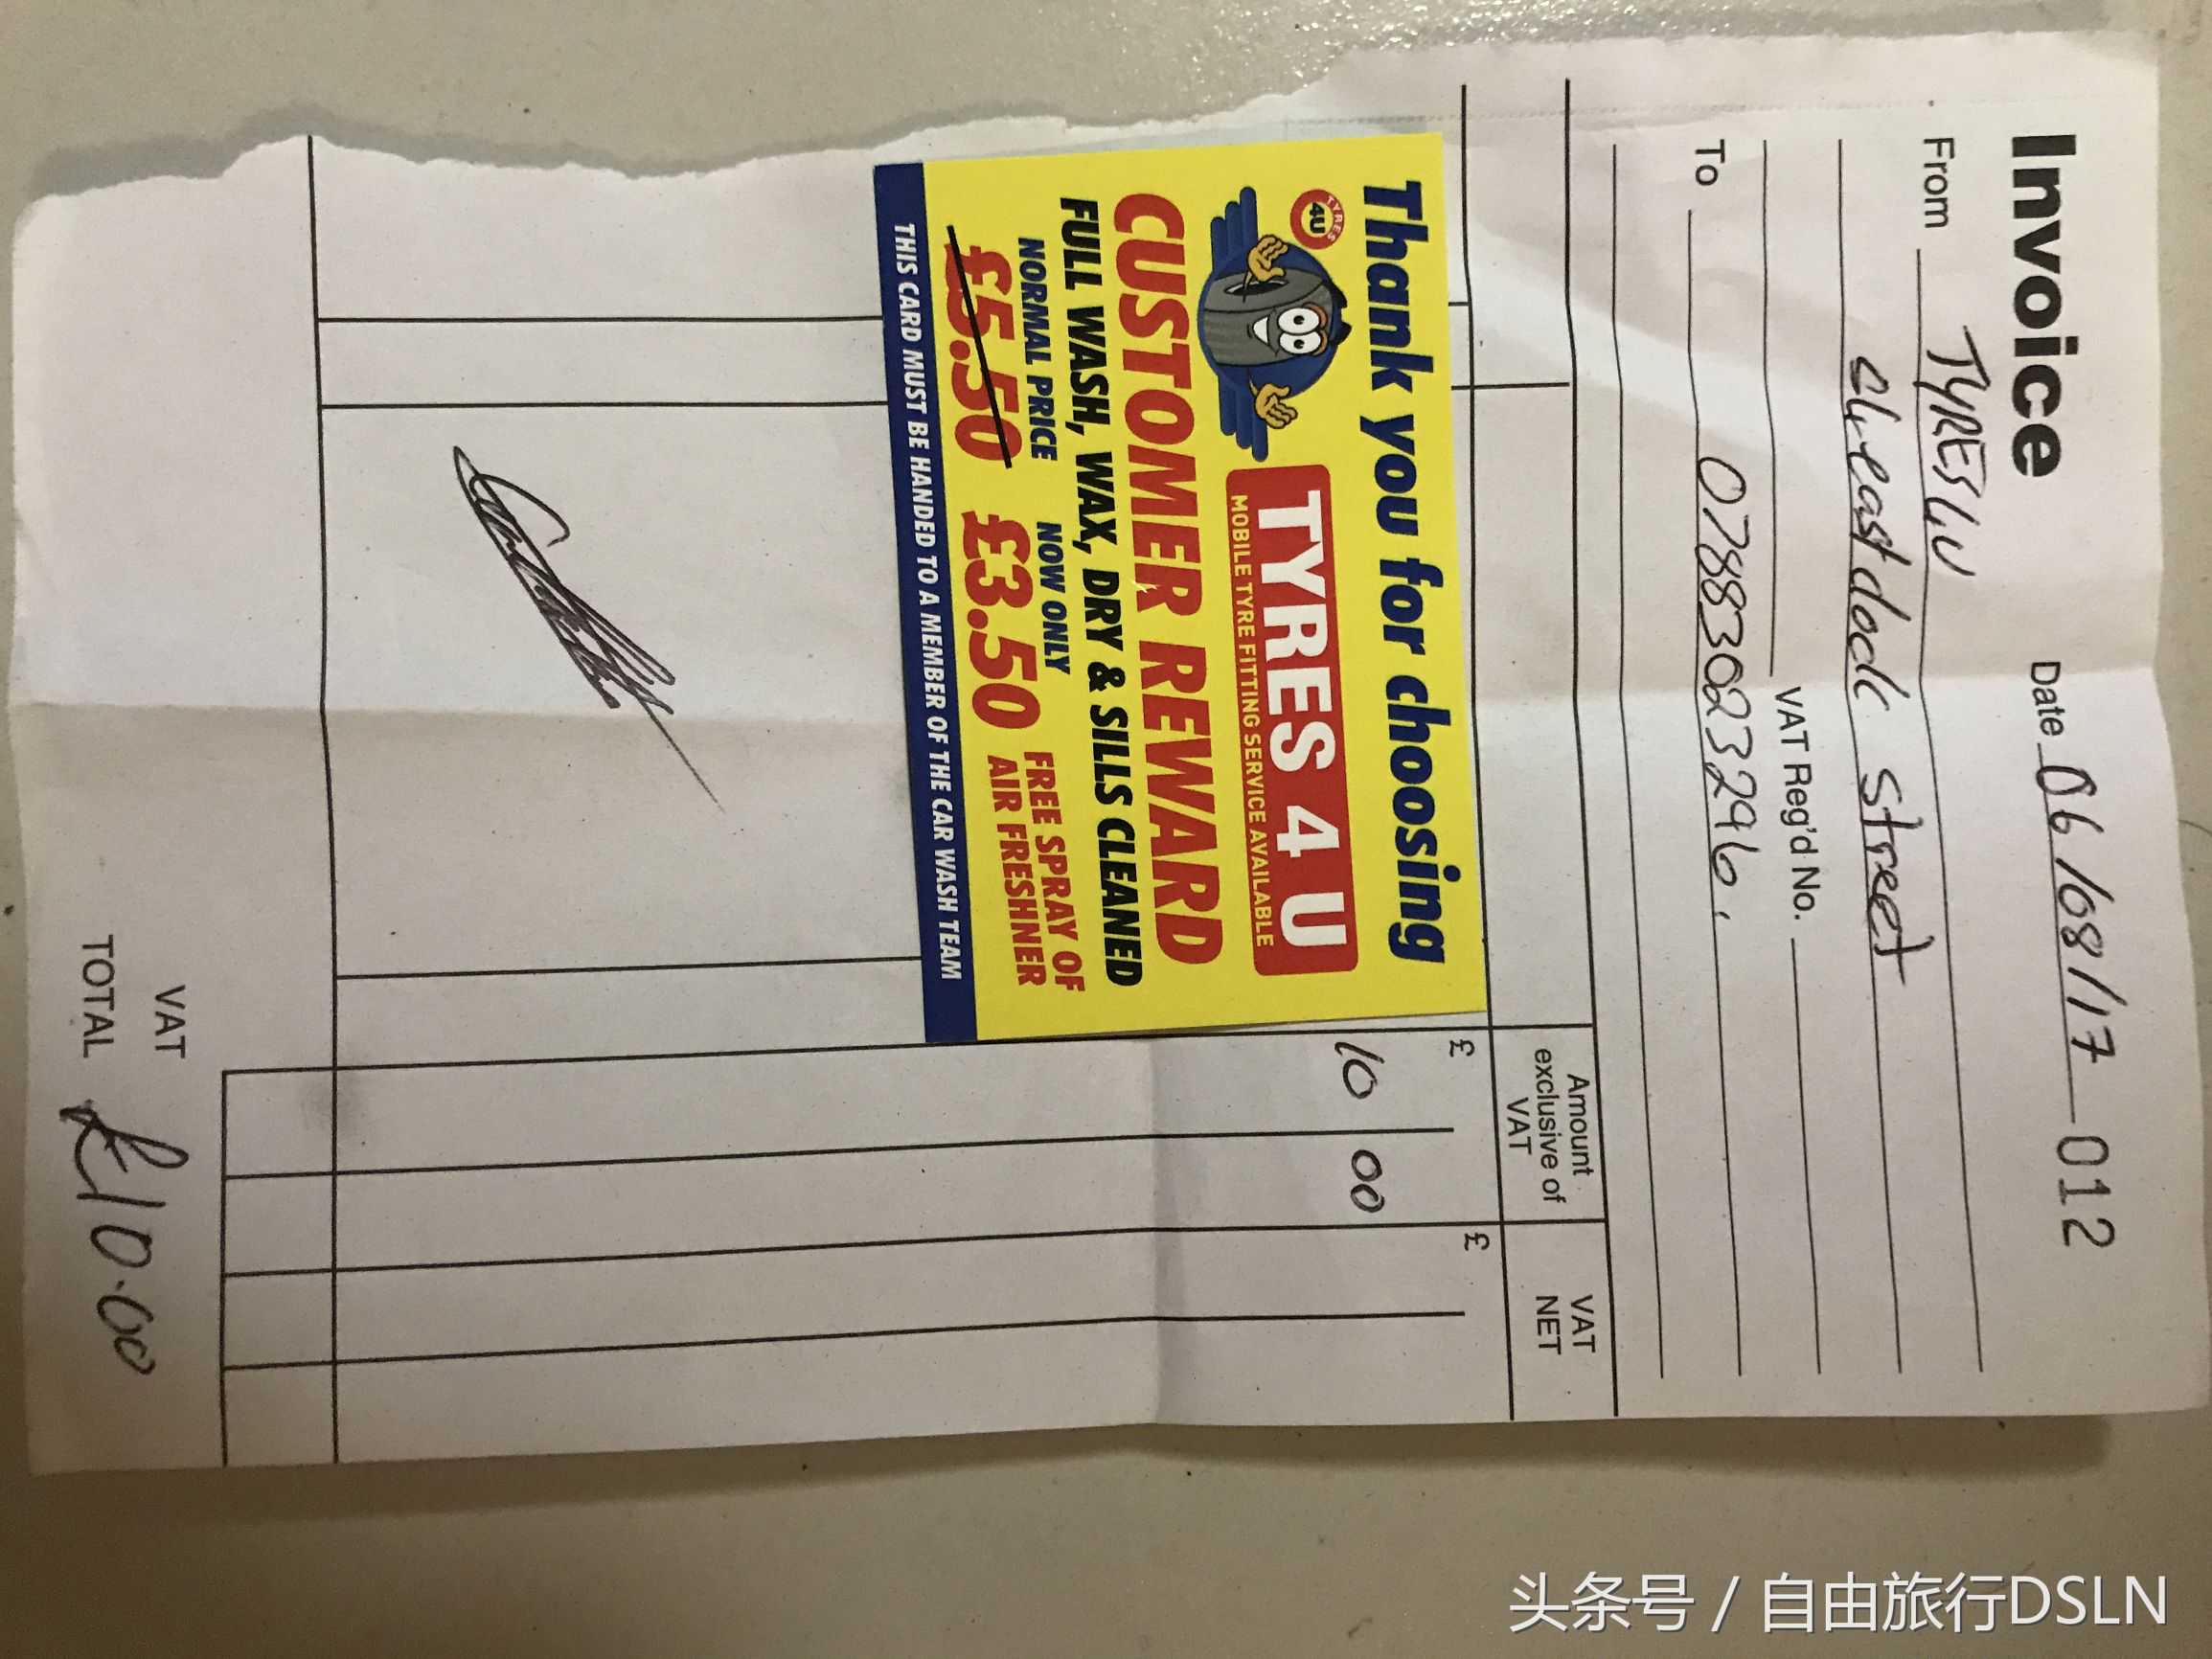 Invoice
Date 06/08/17 012
From TYRES4U
east dock street
VAT Reg'd No.
To 07883023296.
Amount
exclusive of
VAT
VAT
NET
£
£
10 00
Thank you for choosing
TYRES
4U
TYRES 4 U
MOBILE TYRE FITTING SERVICE AVAILABLE
CUSTOMER REWARD
FULL WASH, WAX, DRY & SILLS CLEANED
NORMAL PRICE
£5.50
NOW ONLY
£3.50
FREE SPRAY OF
AIR FRESHNER
THIS CARD MUST BE HANDED TO A MEMBER OF THE CAR WASH TEAM
VAT
TOTAL £10.00
头条号 / 自由旅行DSLN